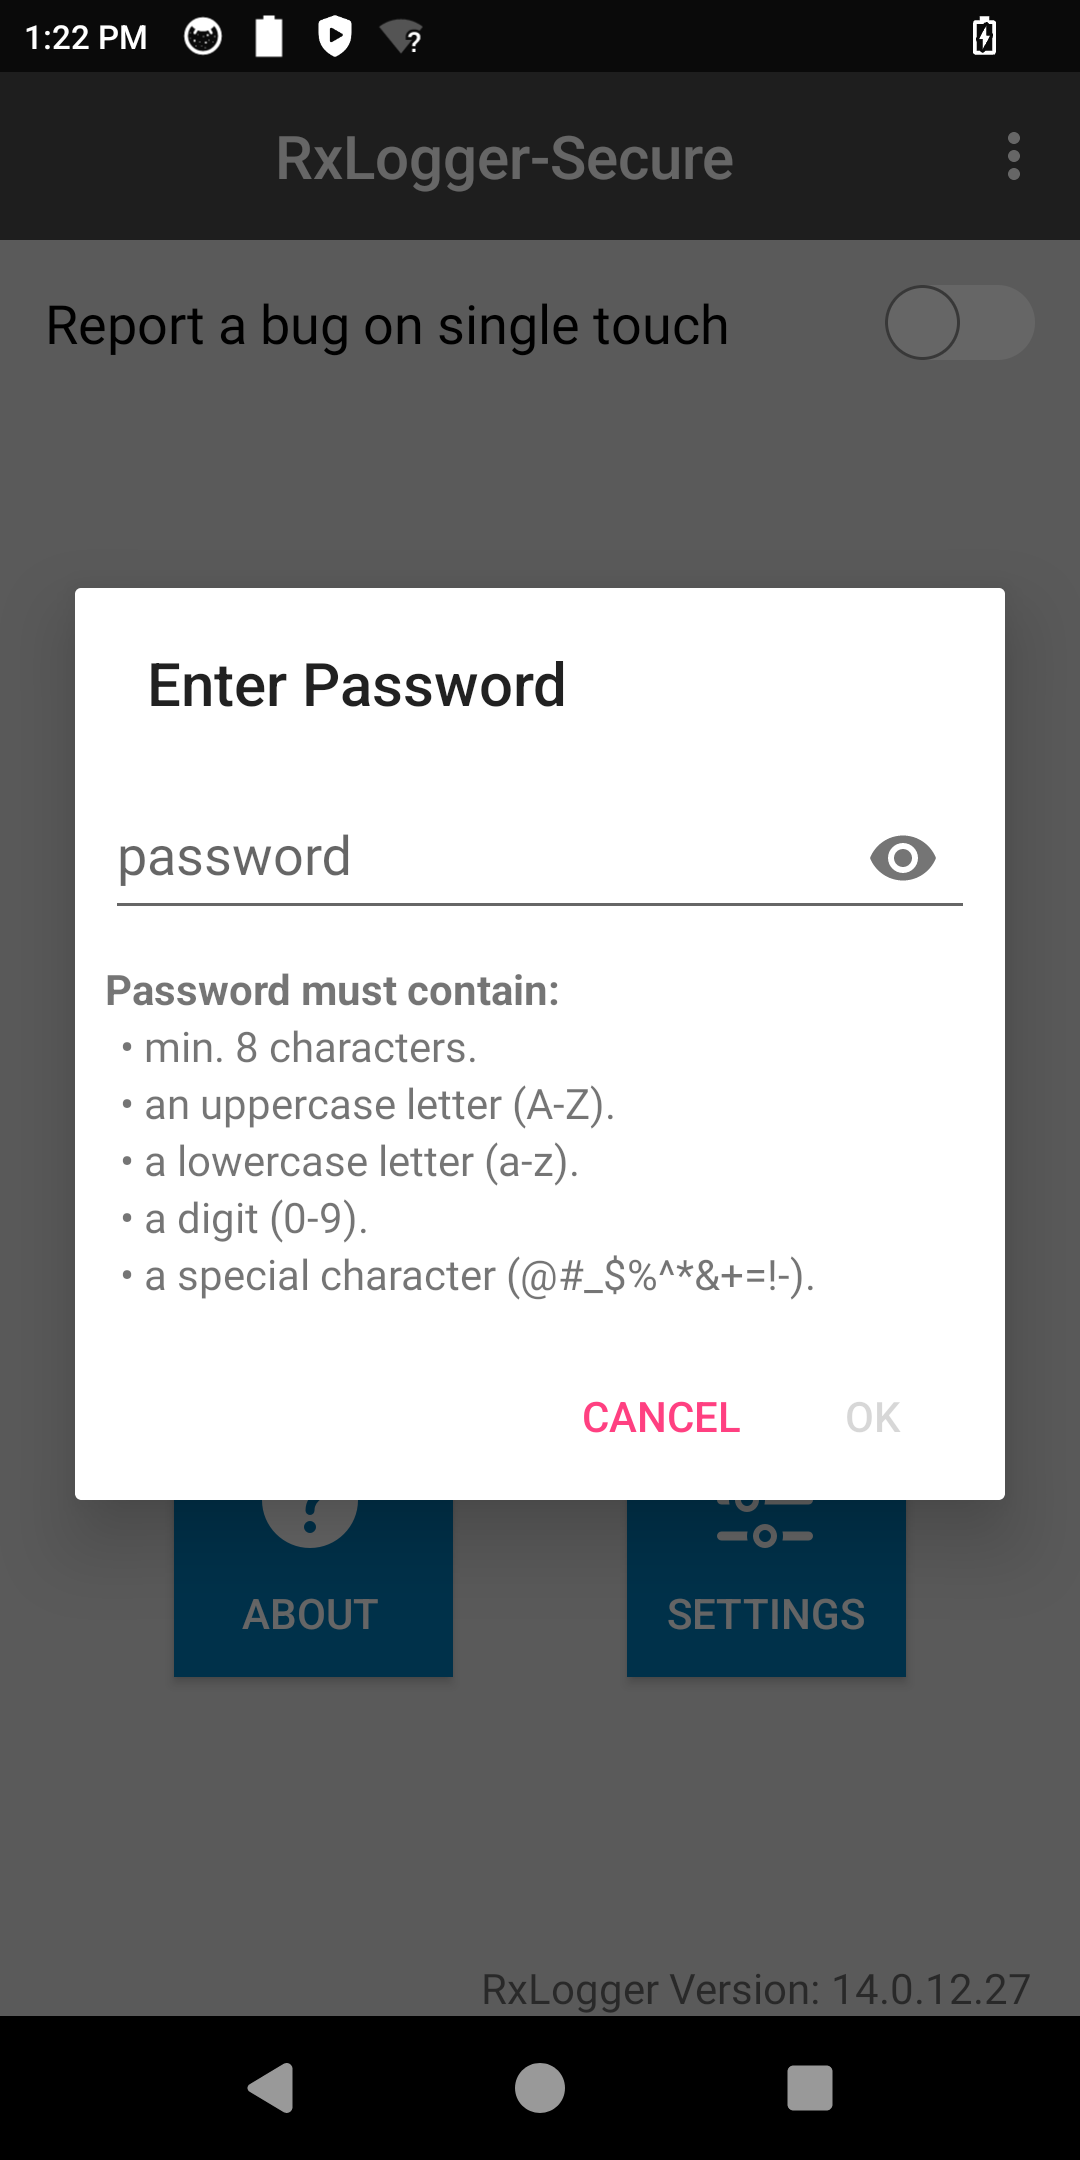 1:22 PM
RxLogger-Secure
Report a bug on single touch
Enter Password
password
Password must contain:
• min. 8 characters.
• an uppercase letter (A-Z).
• a lowercase letter (a-z).
• a digit (0-9).
• a special character (@#_$%^*&+=!-).
CANCEL OK
ABOUT SETTINGS
RxLogger Version: 14.0.12.27